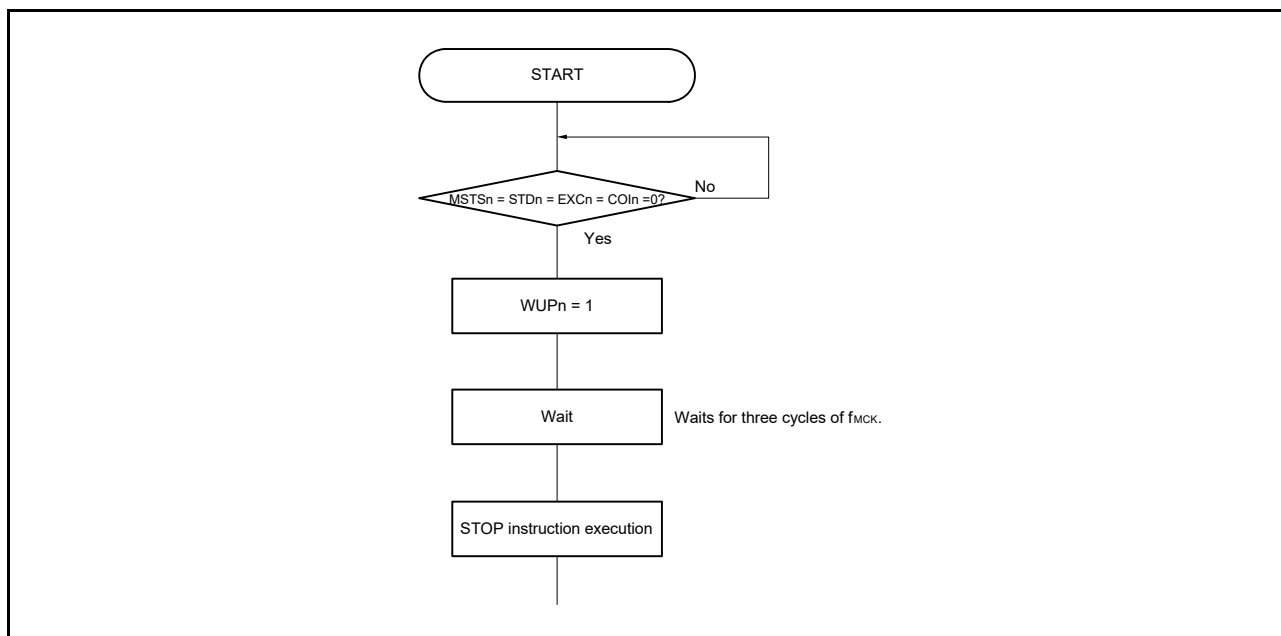 START
No
MSTSn = STDn = EXCn = COIn =0?
Yes
WUPn = 1
Wait
Waits for three cycles of fMCK.
STOP instruction execution